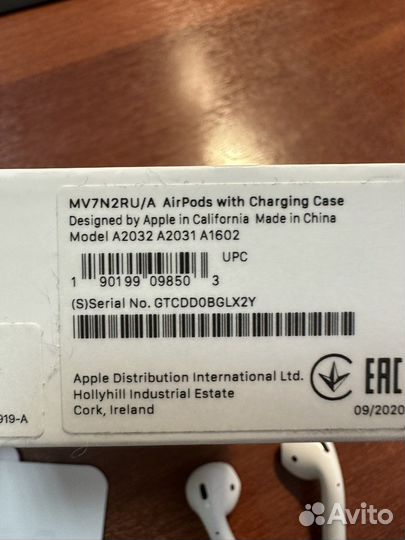 MV7N2RU/A AirPods with Charging Case
Designed by Apple in California Made in China
Model A2032 A2031 A1602
UPC
1 90199 09850 3
(S)Serial No. GTCDD0BGLX2Y
Apple Distribution International Ltd.
Hollyhill Industrial Estate
Cork, Ireland
EAC
09/2020
919-A
Avito